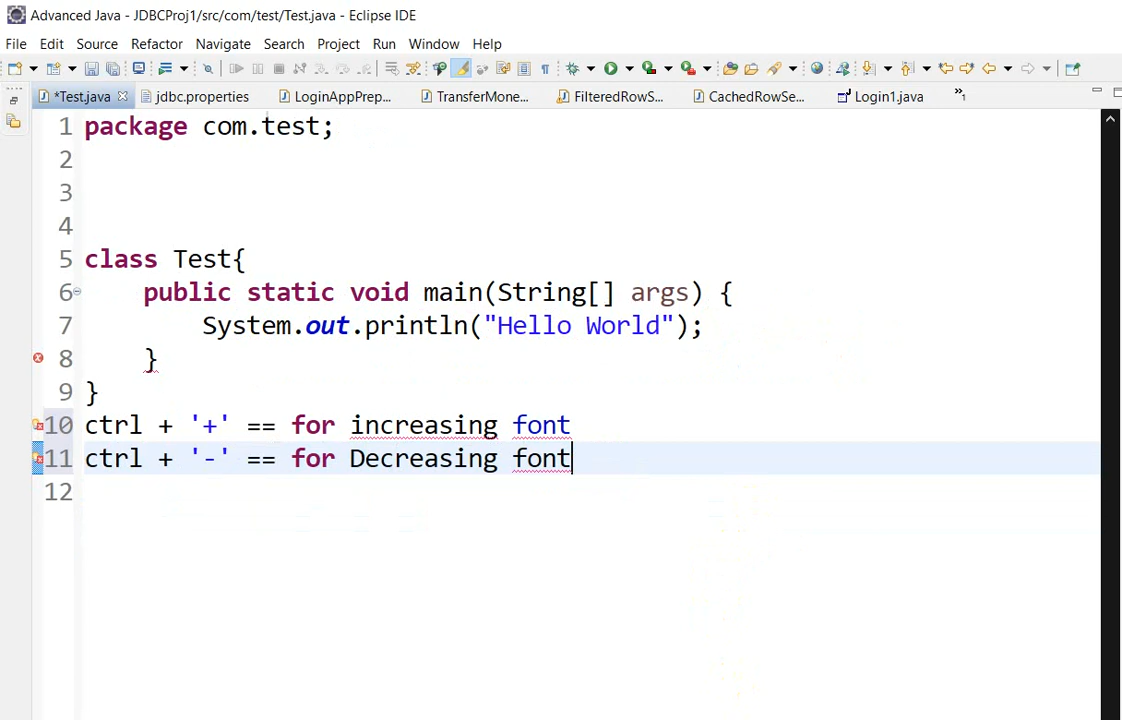 Advanced Java - JDBCProj1/src/com/test/Test.java - Eclipse IDE
File Edit Source Refactor Navigate Search Project Run Window Help
*Test.java jdbc.properties LoginAppPrep... TransferMone... FilteredRowS... CachedRowSe... Login1.java »1
1 package com.test;
2
3
4
5 class Test{
6 public static void main(String[] args) {
7 System.out.println("Hello World");
8 }
9 }
10 ctrl + '+' == for increasing font
11 ctrl + '-' == for Decreasing font
12